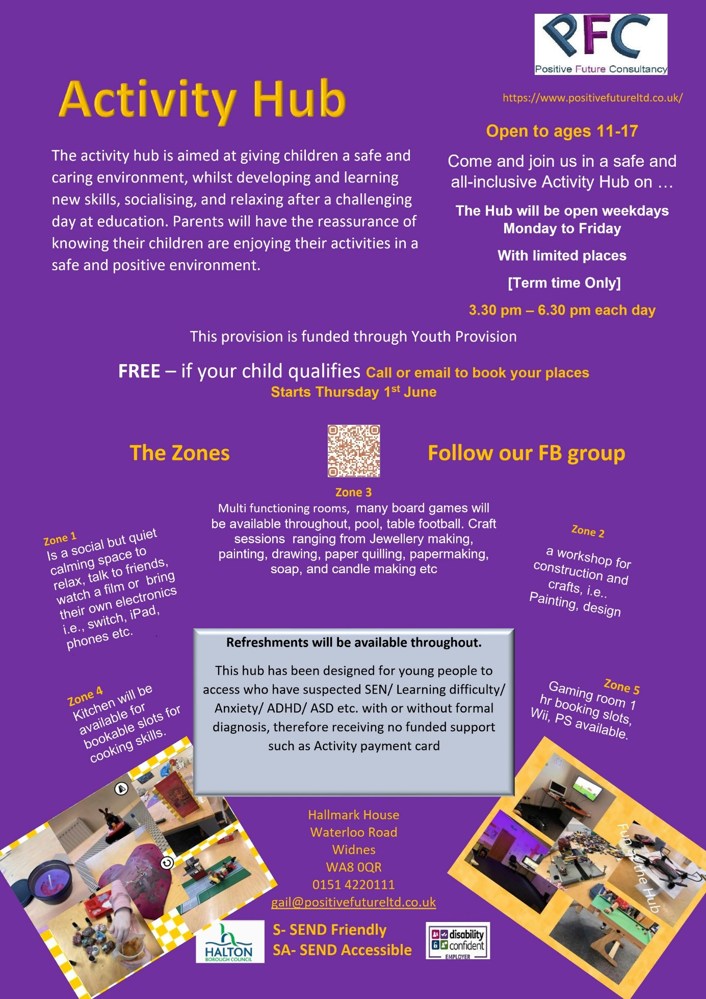 PFC
Positive Future Consultancy
Activity Hub
https://www.positivefutureltd.co.uk/
The activity hub is aimed at giving children a safe and
caring environment, whilst developing and learning
new skills, socialising, and relaxing after a challenging
day at education. Parents will have the reassurance of
knowing their children are enjoying their activities in a
safe and positive environment.
Open to ages 11-17
Come and join us in a safe and
all-inclusive Activity Hub on …
The Hub will be open weekdays
Monday to Friday
With limited places
[Term time Only]
3.30 pm – 6.30 pm each day
This provision is funded through Youth Provision
FREE – if your child qualifies Call or email to book your places
Starts Thursday 1st June
The Zones
Follow our FB group
Zone 3
Multi functioning rooms, many board games will
be available throughout, pool, table football. Craft
sessions ranging from Jewellery making,
painting, drawing, paper quilling, papermaking,
soap, and candle making etc
Zone 1
Is a social but quiet
calming space to
relax, talk to friends,
watch a film or bring
their own electronics
i.e., switch, iPad,
phones etc.
Zone 2
a workshop for
construction and
crafts, i.e..
Painting, design
Zone 4
Kitchen will be
available for
bookable slots for
cooking skills.
Refreshments will be available throughout.
This hub has been designed for young people to
access who have suspected SEN/ Learning difficulty/
Anxiety/ ADHD/ ASD etc. with or without formal
diagnosis, therefore receiving no funded support
such as Activity payment card
Zone 5
Gaming room 1
hr booking slots,
Wii, PS available.
Fun at the Hub
Hallmark House
Waterloo Road
Widnes
WA8 0QR
0151 4220111
gail@positivefutureltd.co.uk
HALTON
BOROUGH COUNCIL
S- SEND Friendly
SA- SEND Accessible
disability
confident
EMPLOYER